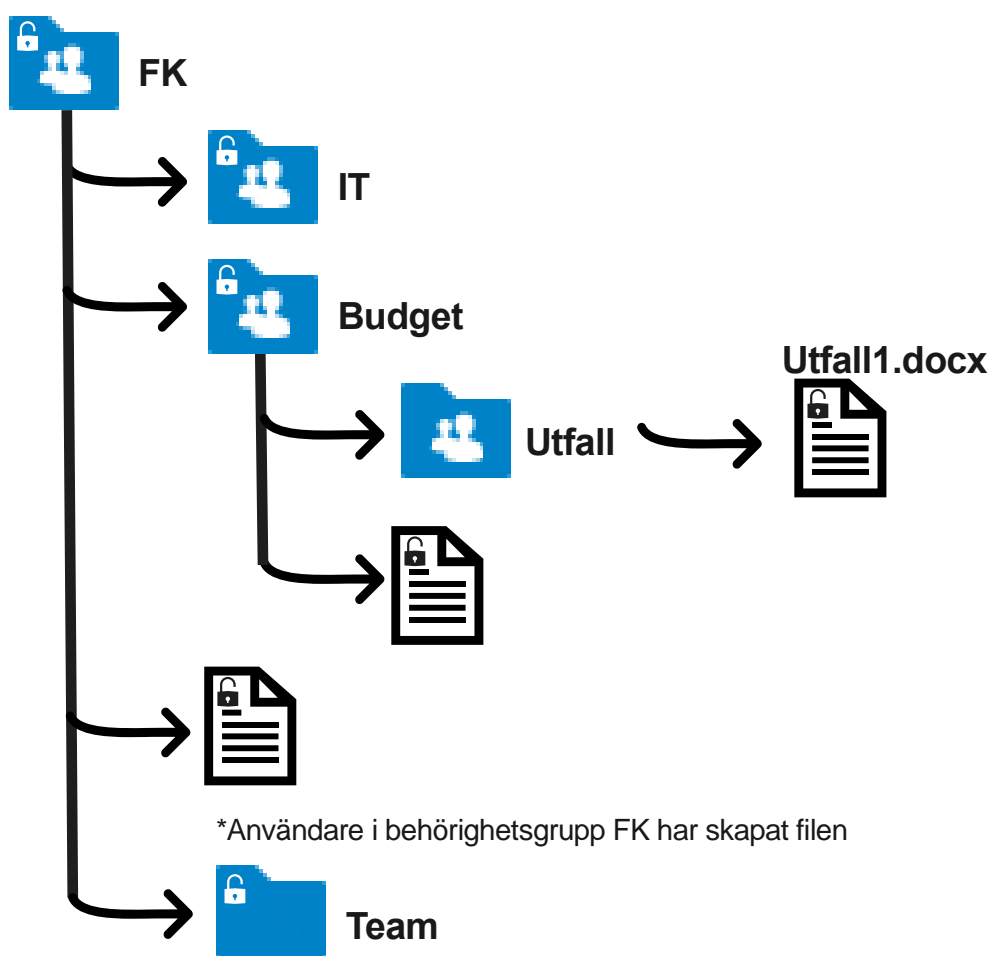 FK
IT
Budget
Utfall1.docx
Utfall
*Användare i behörighetsgrupp FK har skapat filen
Team